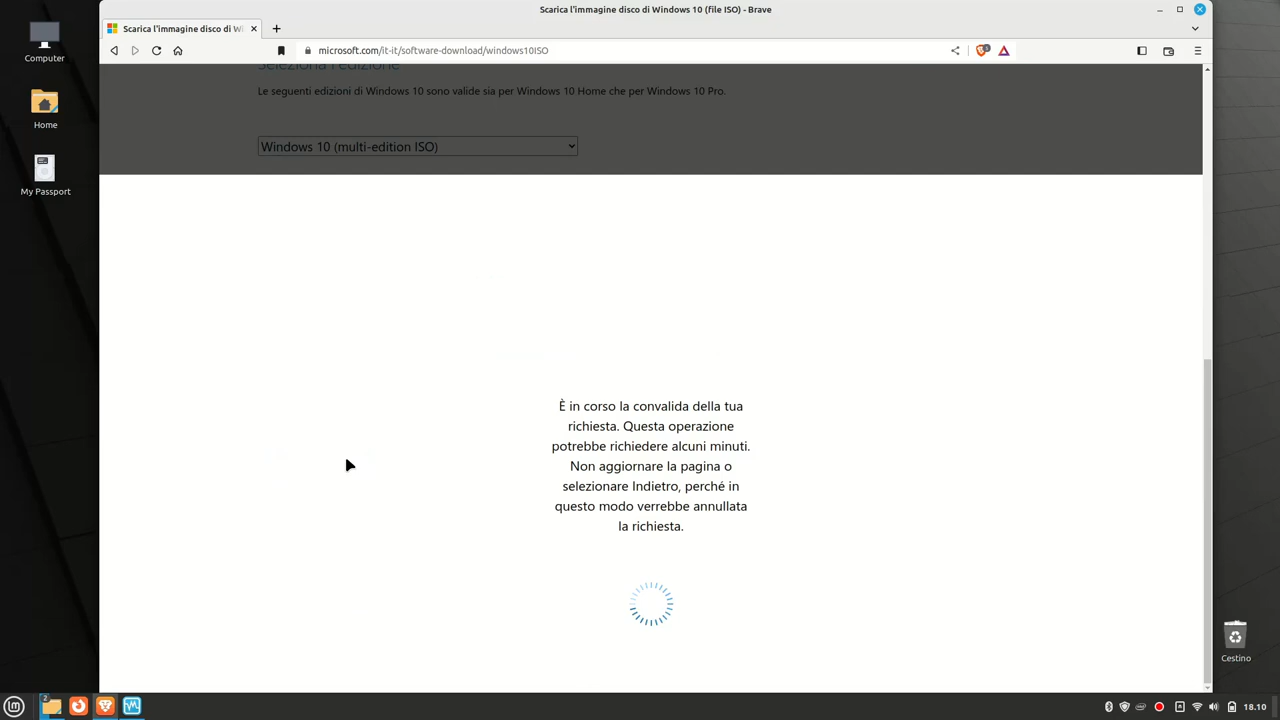 Scarica l'immagine disco di Windows 10 (file ISO) - Brave
Scarica l'immagine disco di Wi
microsoft.com/it-it/software-download/windows10ISO
Seleziona l'edizione
Le seguenti edizioni di Windows 10 sono valide sia per Windows 10 Home che per Windows 10 Pro.
Windows 10 (multi-edition ISO)
È in corso la convalida della tua
richiesta. Questa operazione
potrebbe richiedere alcuni minuti.
Non aggiornare la pagina o
selezionare Indietro, perché in
questo modo verrebbe annullata
la richiesta.
Computer
Home
My Passport
Cestino
2
18.10